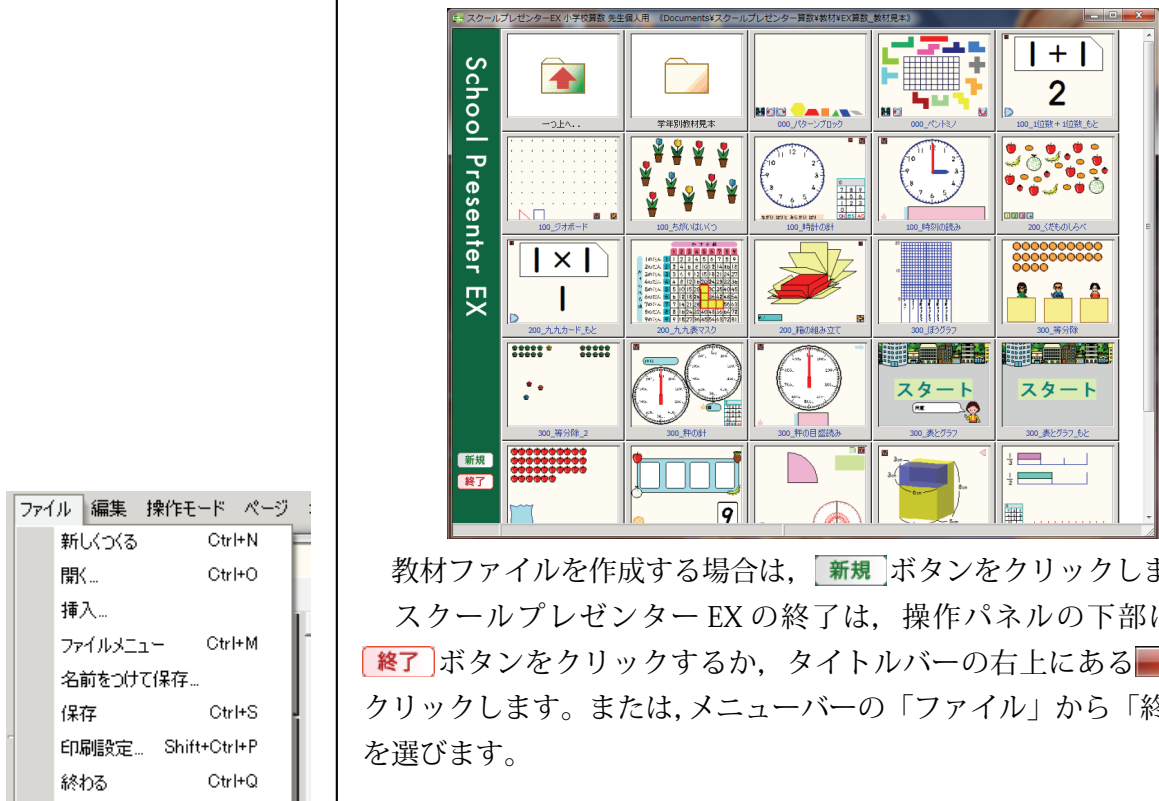 スクールプレゼンターEX 小学校算数 先生個人用 《Documents¥スクールプレゼンター算数¥教材¥EX算数_教材見本》
School Presenter EX
新規
終了
一つ上へ..
学年別教材見本
000_パターンブロック
000_ペントミノ
1+1
2
100_1位数+1位数_もと
100_ジオボード
100_ちがいはいくつ
100_時計の針
100_時刻の読み
200_くだものしらべ
1×1
1
200_九九カード_もと
200_九九表マスク
200_箱の組み立て
300_ぼうグラフ
300_等分除
300_等分除_2
300_秤の針
300_秤の目盛読み
スタート
300_表とグラフ
スタート
300_表とグラフ_もと
9
ファイル 編集 操作モード ページ
新しくつくる Ctrl+N
開く... Ctrl+O
挿入...
ファイルメニュー Ctrl+M
名前をつけて保存...
保存 Ctrl+S
印刷設定... Shift+Ctrl+P
終わる Ctrl+Q
教材ファイルを作成する場合は，新規ボタンをクリックしま
スクールプレゼンター EX の終了は，操作パネルの下部に
終了ボタンをクリックするか，タイトルバーの右上にある
クリックします。または，メニューバーの「ファイル」から「終
を選びます。